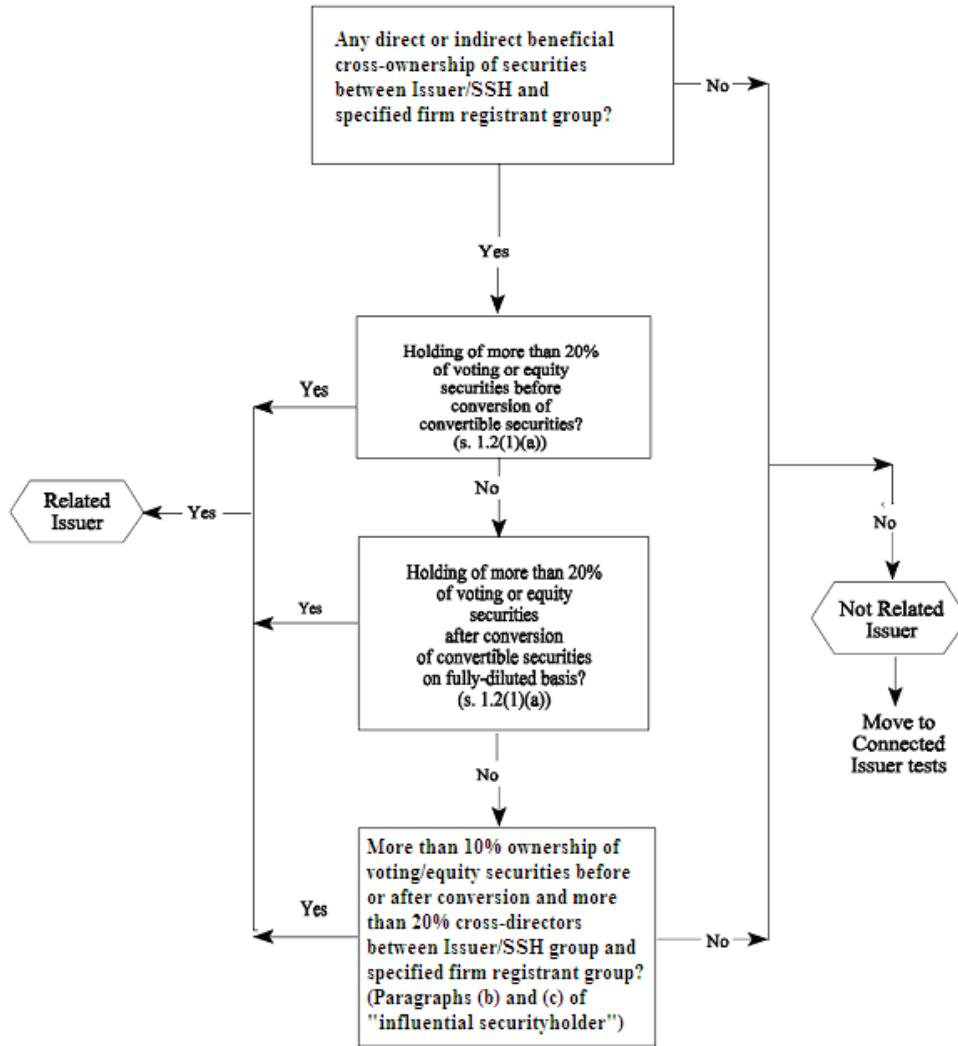 Any direct or indirect beneficial
cross-ownership of securities
between Issuer/SSH and
specified firm registrant group?
No
Yes
Holding of more than 20%
of voting or equity
securities before
conversion of
convertible securities?
(s. 1.2(1)(a))
Yes
No
Related
Issuer
Yes
Holding of more than 20%
of voting or equity
securities
after conversion
of convertible securities
on fully-diluted basis?
(s. 1.2(1)(a))
Yes
No
No
Not Related
Issuer
Move to
Connected
Issuer tests
More than 10% ownership of
voting/equity securities before
or after conversion and more
than 20% cross-directors
between Issuer/SSH group and
specified firm registrant group?
(Paragraphs (b) and (c) of
"influential securityholder")
Yes
No